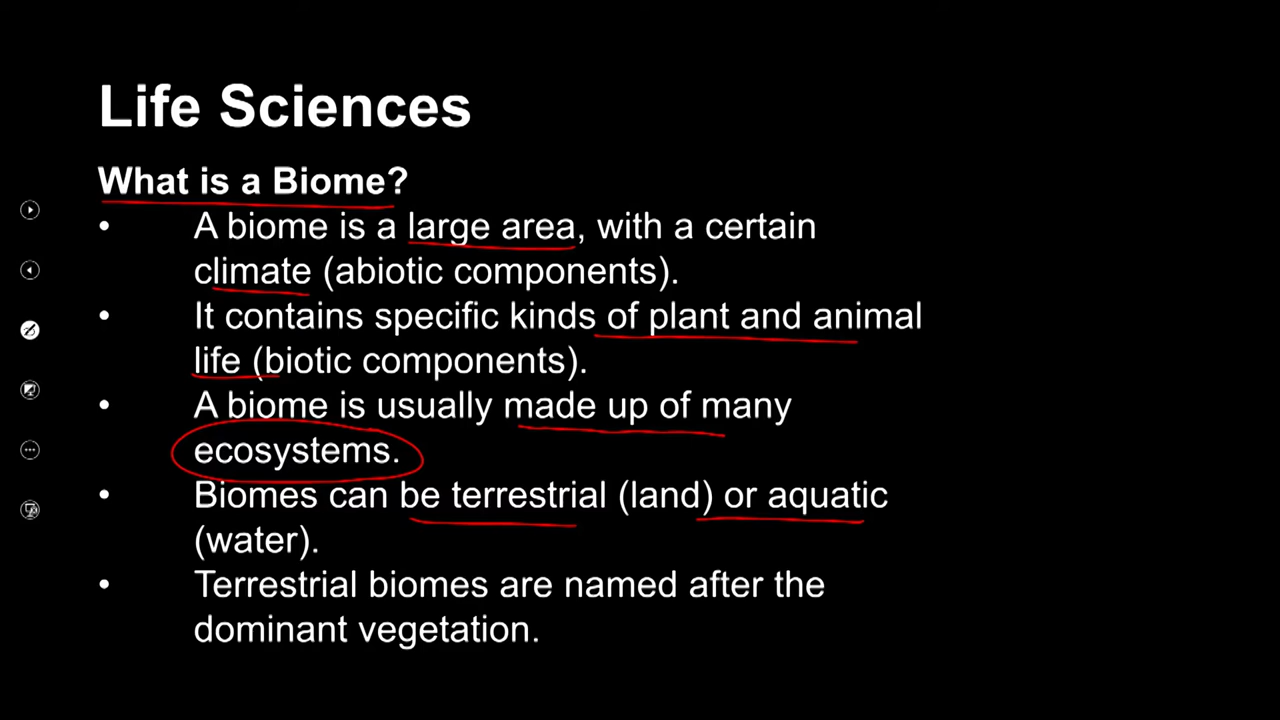 Life Sciences
What is a Biome?
• A biome is a large area, with a certain
climate (abiotic components).
• It contains specific kinds of plant and animal
life (biotic components).
• A biome is usually made up of many
ecosystems.
• Biomes can be terrestrial (land) or aquatic
(water).
• Terrestrial biomes are named after the
dominant vegetation.